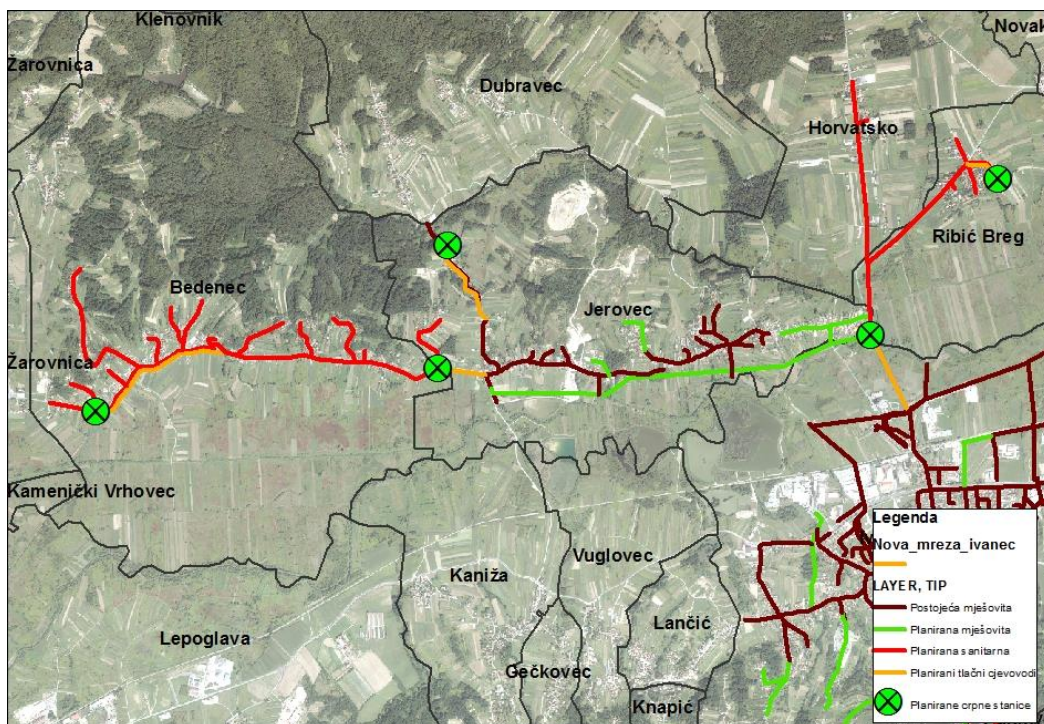 Klenovnik
Novak
Žarovnica
Dubravec
Horvatsko
Ribić Breg
Bedenec
Jerovec
Žarovnica
Kamenički Vrhovec
Vuglovec
Kaniža
Lančić
Lepoglava
Gečkovec
Knapić
Legenda
Nova_mreza_ivanec
LAYER, TIP
Postojeća mješovita
Planirana mješovita
Planirana sanitarna
Planirani tlačni cjevovodi
Planirane crpne stanice